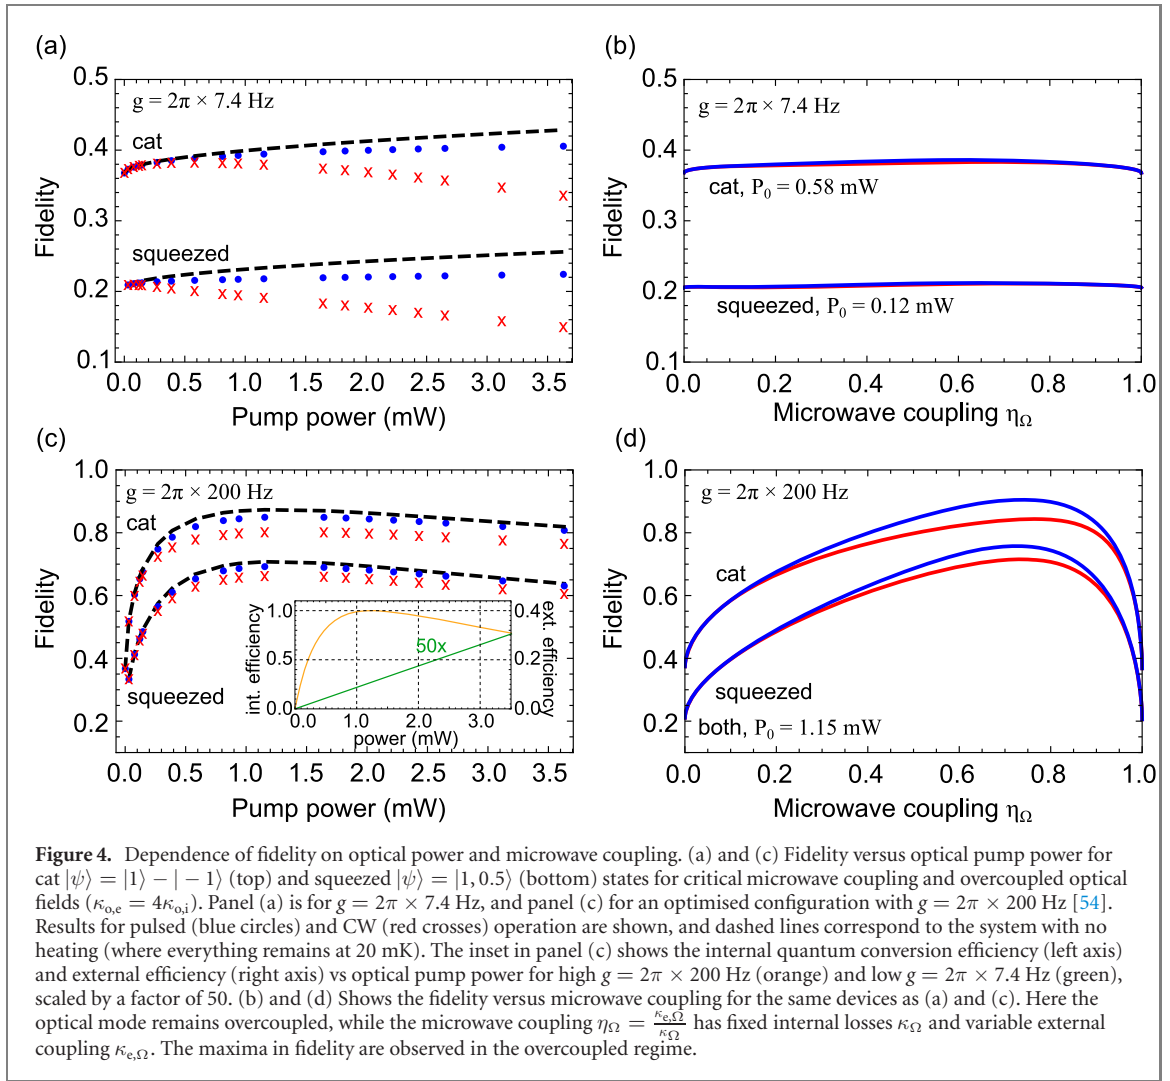 (a)
g = 2π × 7.4 Hz
cat
squeezed
Fidelity
0.5
0.4
0.3
0.2
0.1
0.0 0.5 1.0 1.5 2.0 2.5 3.0 3.5
Pump power (mW)
(b)
g = 2π × 7.4 Hz
cat, P₀ = 0.58 mW
squeezed, P₀ = 0.12 mW
Fidelity
0.5
0.4
0.3
0.2
0.1
0.0 0.2 0.4 0.6 0.8 1.0
Microwave coupling η_Ω
(c)
g = 2π × 200 Hz
cat
squeezed
Fidelity
1.0
0.8
0.6
0.4
0.2
0.0 0.5 1.0 1.5 2.0 2.5 3.0 3.5
Pump power (mW)
int. efficiency
1.0
0.5
0.0
50x
ext. efficiency
0.4
0.2
0.0
0.0 1.0 2.0 3.0
power (mW)
(d)
g = 2π × 200 Hz
cat
squeezed
both, P₀ = 1.15 mW
Fidelity
1.0
0.8
0.6
0.4
0.2
0.0 0.2 0.4 0.6 0.8 1.0
Microwave coupling η_Ω
Figure 4. Dependence of fidelity on optical power and microwave coupling. (a) and (c) Fidelity versus optical pump power for
cat |ψ⟩ = |1⟩ − | − 1⟩ (top) and squeezed |ψ⟩ = |1, 0.5⟩ (bottom) states for critical microwave coupling and overcoupled optical
fields (κ_{o,e} = 4κ_{o,i}). Panel (a) is for g = 2π × 7.4 Hz, and panel (c) for an optimised configuration with g = 2π × 200 Hz [54].
Results for pulsed (blue circles) and CW (red crosses) operation are shown, and dashed lines correspond to the system with no
heating (where everything remains at 20 mK). The inset in panel (c) shows the internal quantum conversion efficiency (left axis)
and external efficiency (right axis) vs optical pump power for high g = 2π × 200 Hz (orange) and low g = 2π × 7.4 Hz (green),
scaled by a factor of 50. (b) and (d) Shows the fidelity versus microwave coupling for the same devices as (a) and (c). Here the
optical mode remains overcoupled, while the microwave coupling η_Ω = κ_{e,Ω}/κ_Ω has fixed internal losses κ_Ω and variable external
coupling κ_{e,Ω}. The maxima in fidelity are observed in the overcoupled regime.